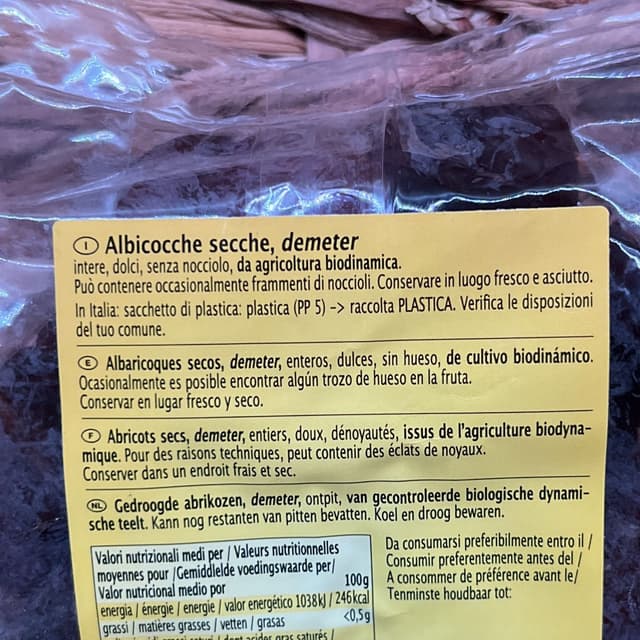 I Albicocche secche, demeter
intere, dolci, senza nocciolo, da agricoltura biodinamica.
Può contenere occasionalmente frammenti di noccioli. Conservare in luogo fresco e asciutto.
In Italia: sacchetto di plastica: plastica (PP 5) -> raccolta PLASTICA. Verifica le disposizioni
del tuo comune.
E Albaricoques secos, demeter, enteros, dulces, sin hueso, de cultivo biodinámico.
Ocasionalmente es posible encontrar algún trozo de hueso en la fruta.
Conservar en lugar fresco y seco.
F Abricots secs, demeter, entiers, doux, dénoyautés, issus de l'agriculture biodyna-
mique. Pour des raisons techniques, peut contenir des éclats de noyaux.
Conserver dans un endroit frais et sec.
NL Gedroogde abrikozen, demeter, ontpit, van gecontroleerde biologische dynami-
sche teelt. Kann nog restanten van pitten bevatten. Koel en droog bewaren.
Valori nutrizionali medi per / Valeurs nutritionnelles
moyennes pour /Gemiddlelde voedingswaarde per/
Valor nutricional medio por 100g
energia / énergie / energie / valor energético 1038 kJ / 246 kcal
grassi / matières grasses / vetten / grasas <0,5g
Da consumarsi preferibilmente entro il /
Consumir preferentemente antes del /
A consommer de préférence avant le/
Tenminste houdbaar tot: